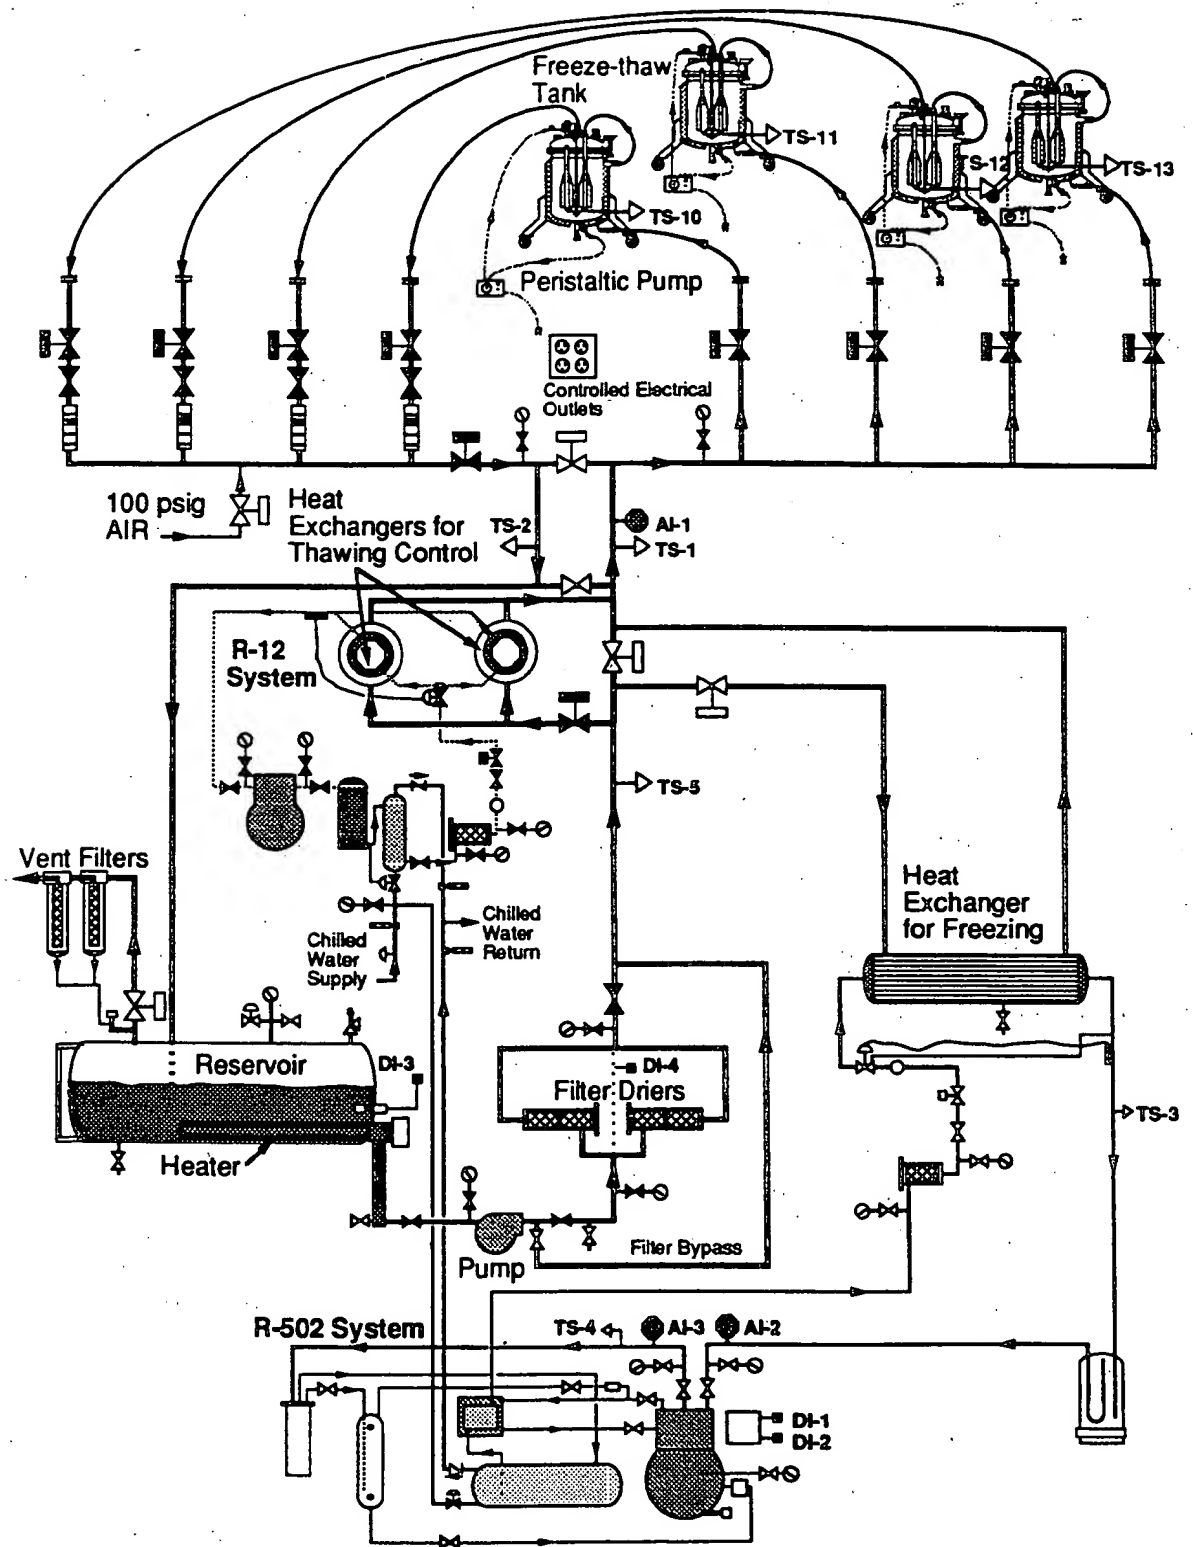 Freeze-thaw
Tank
TS-11
TS-12
TS-13
TS-10
Peristaltic Pump
Controlled Electrical
Outlets
100 psig
AIR
Heat
Exchangers for
Thawing Control
TS-2
AI-1
TS-1
R-12
System
TS-5
Vent Filters
Chilled
Water
Supply
Chilled
Water
Return
Heat
Exchanger
for Freezing
Reservoir
DI-3
DI-4
Filter Driers
TS-3
Heater
Pump
Filter Bypass
R-502 System
TS-4
AI-3
AI-2
DI-1
DI-2